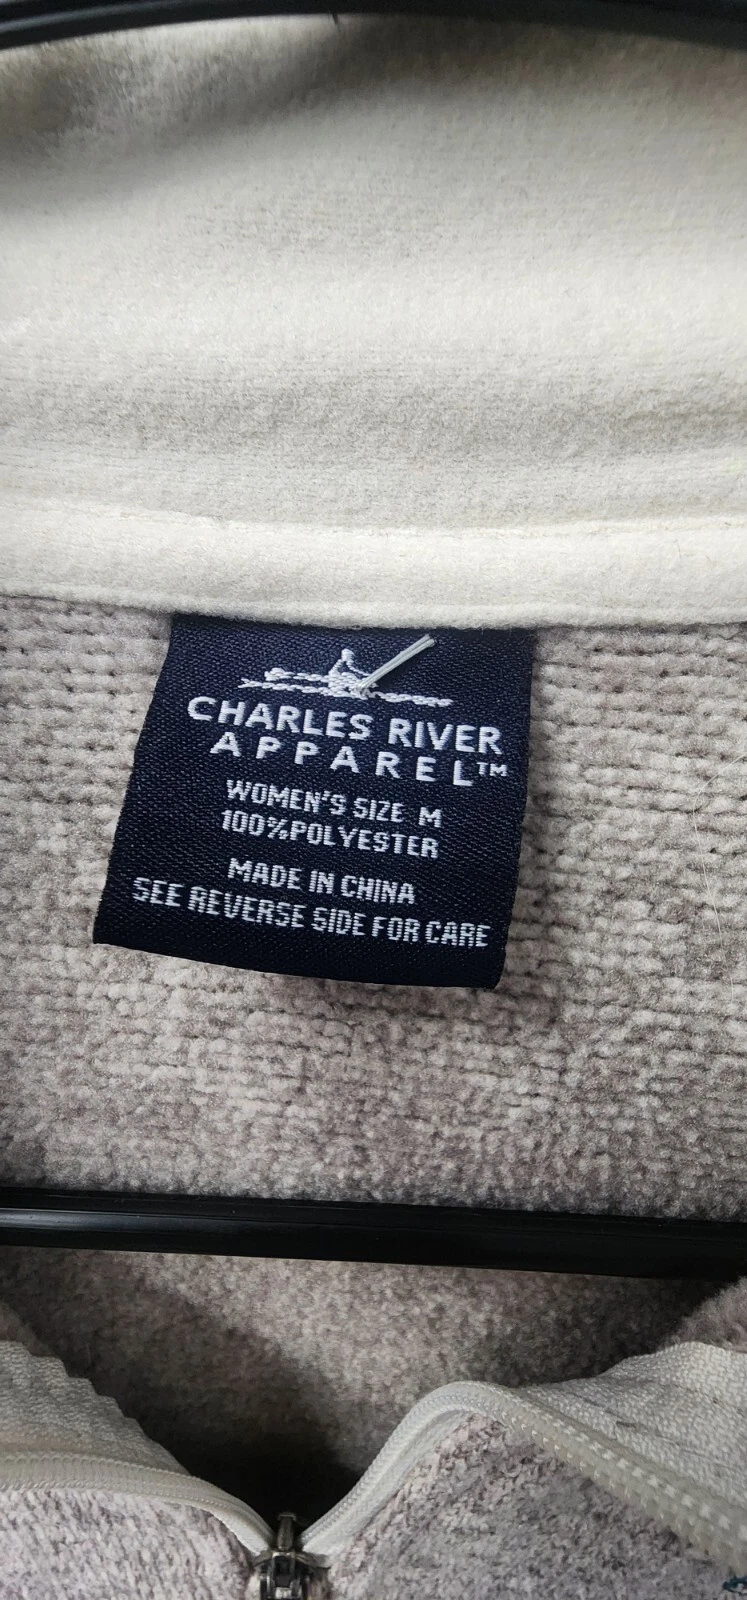 CHARLES RIVER
APPAREL™
WOMEN'S SIZE M
100%POLYESTER
MADE IN CHINA
SEE REVERSE SIDE FOR CARE